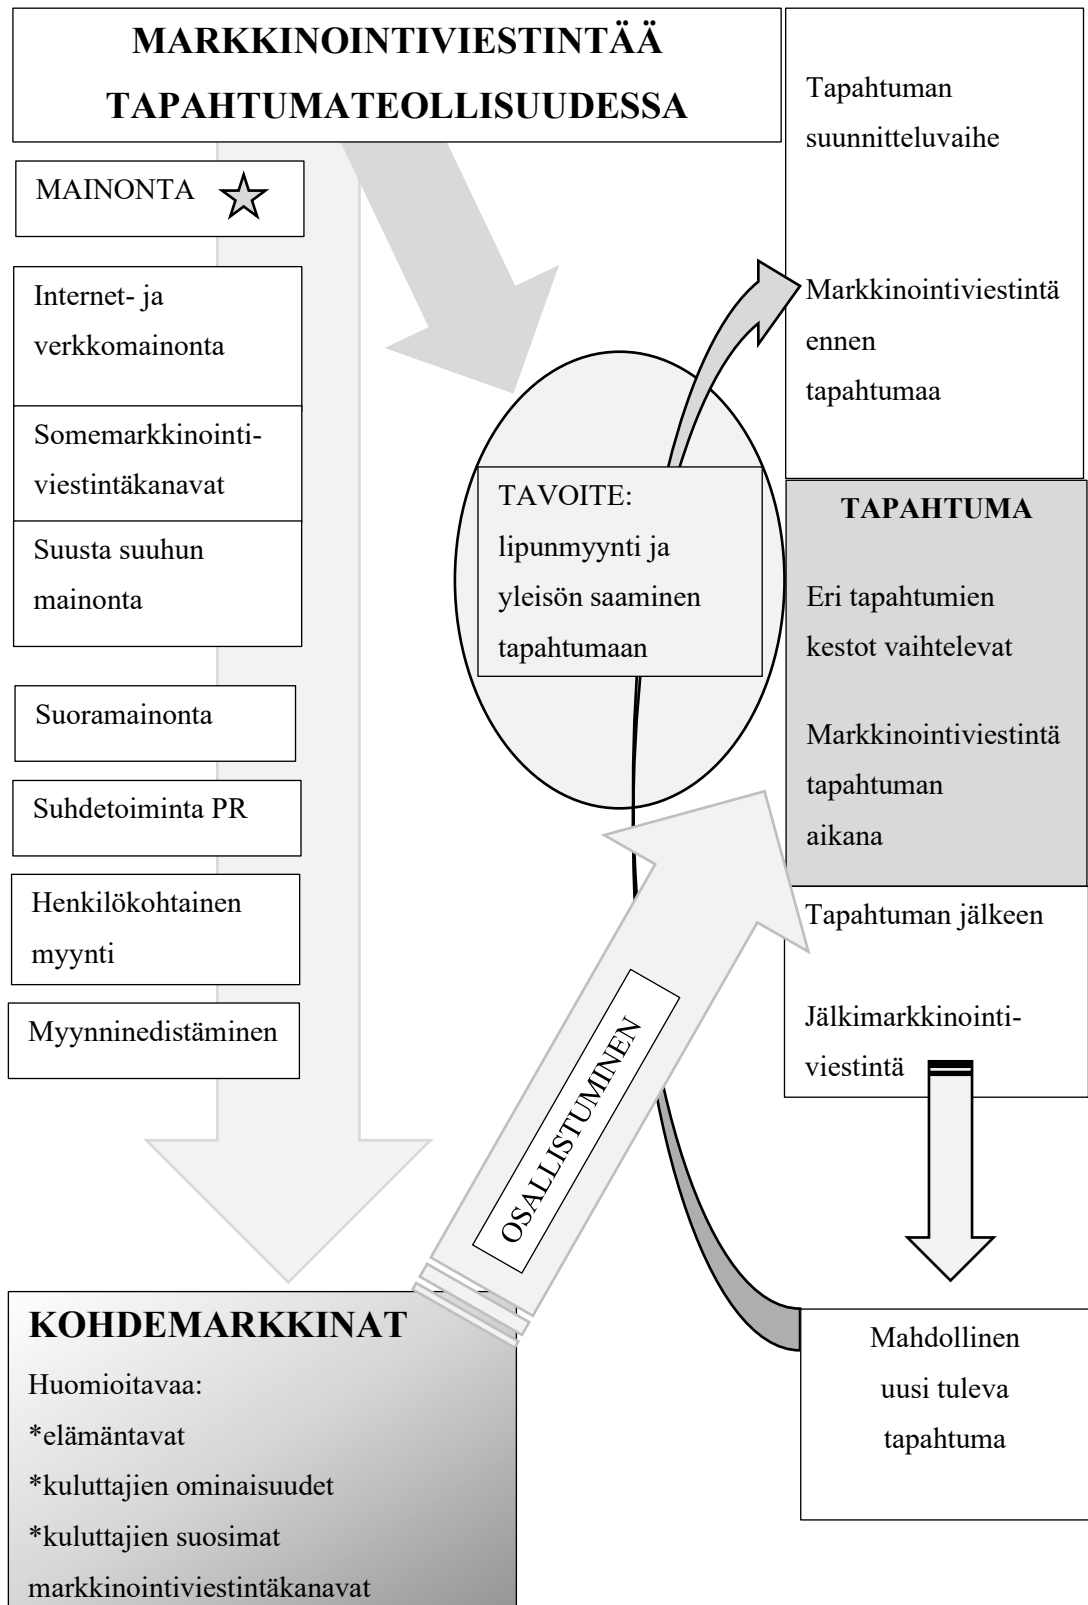 MARKKINOINTIVIESTINTÄÄ
TAPAHTUMATEOLLISUUDESSA
MAINONTA
Internet- ja
verkkomainonta
Somemarkkinointi-
viestintäkanavat
Suusta suuhun
mainonta
Suoramainonta
Suhdetoiminta PR
Henkilökohtainen
myynti
Myynninedistäminen
KOHDEMARKKINAT
Huomioitavaa:
*elämäntavat
*kuluttajien ominaisuudet
*kuluttajien suosimat
markkinointiviestintäkanavat
OSALLISTUMINEN
TAVOITE:
lipunmyynti ja
yleisön saaminen
tapahtumaan
Tapahtuman
suunnitteluvaihe
Markkinointiviestintä
ennen
tapahtumaa
TAPAHTUMA
Eri tapahtumien
kestot vaihtelevat
Markkinointiviestintä
tapahtuman
aikana
Tapahtuman jälkeen
Jälkimarkkinointi-
viestintä
Mahdollinen
uusi tuleva
tapahtuma